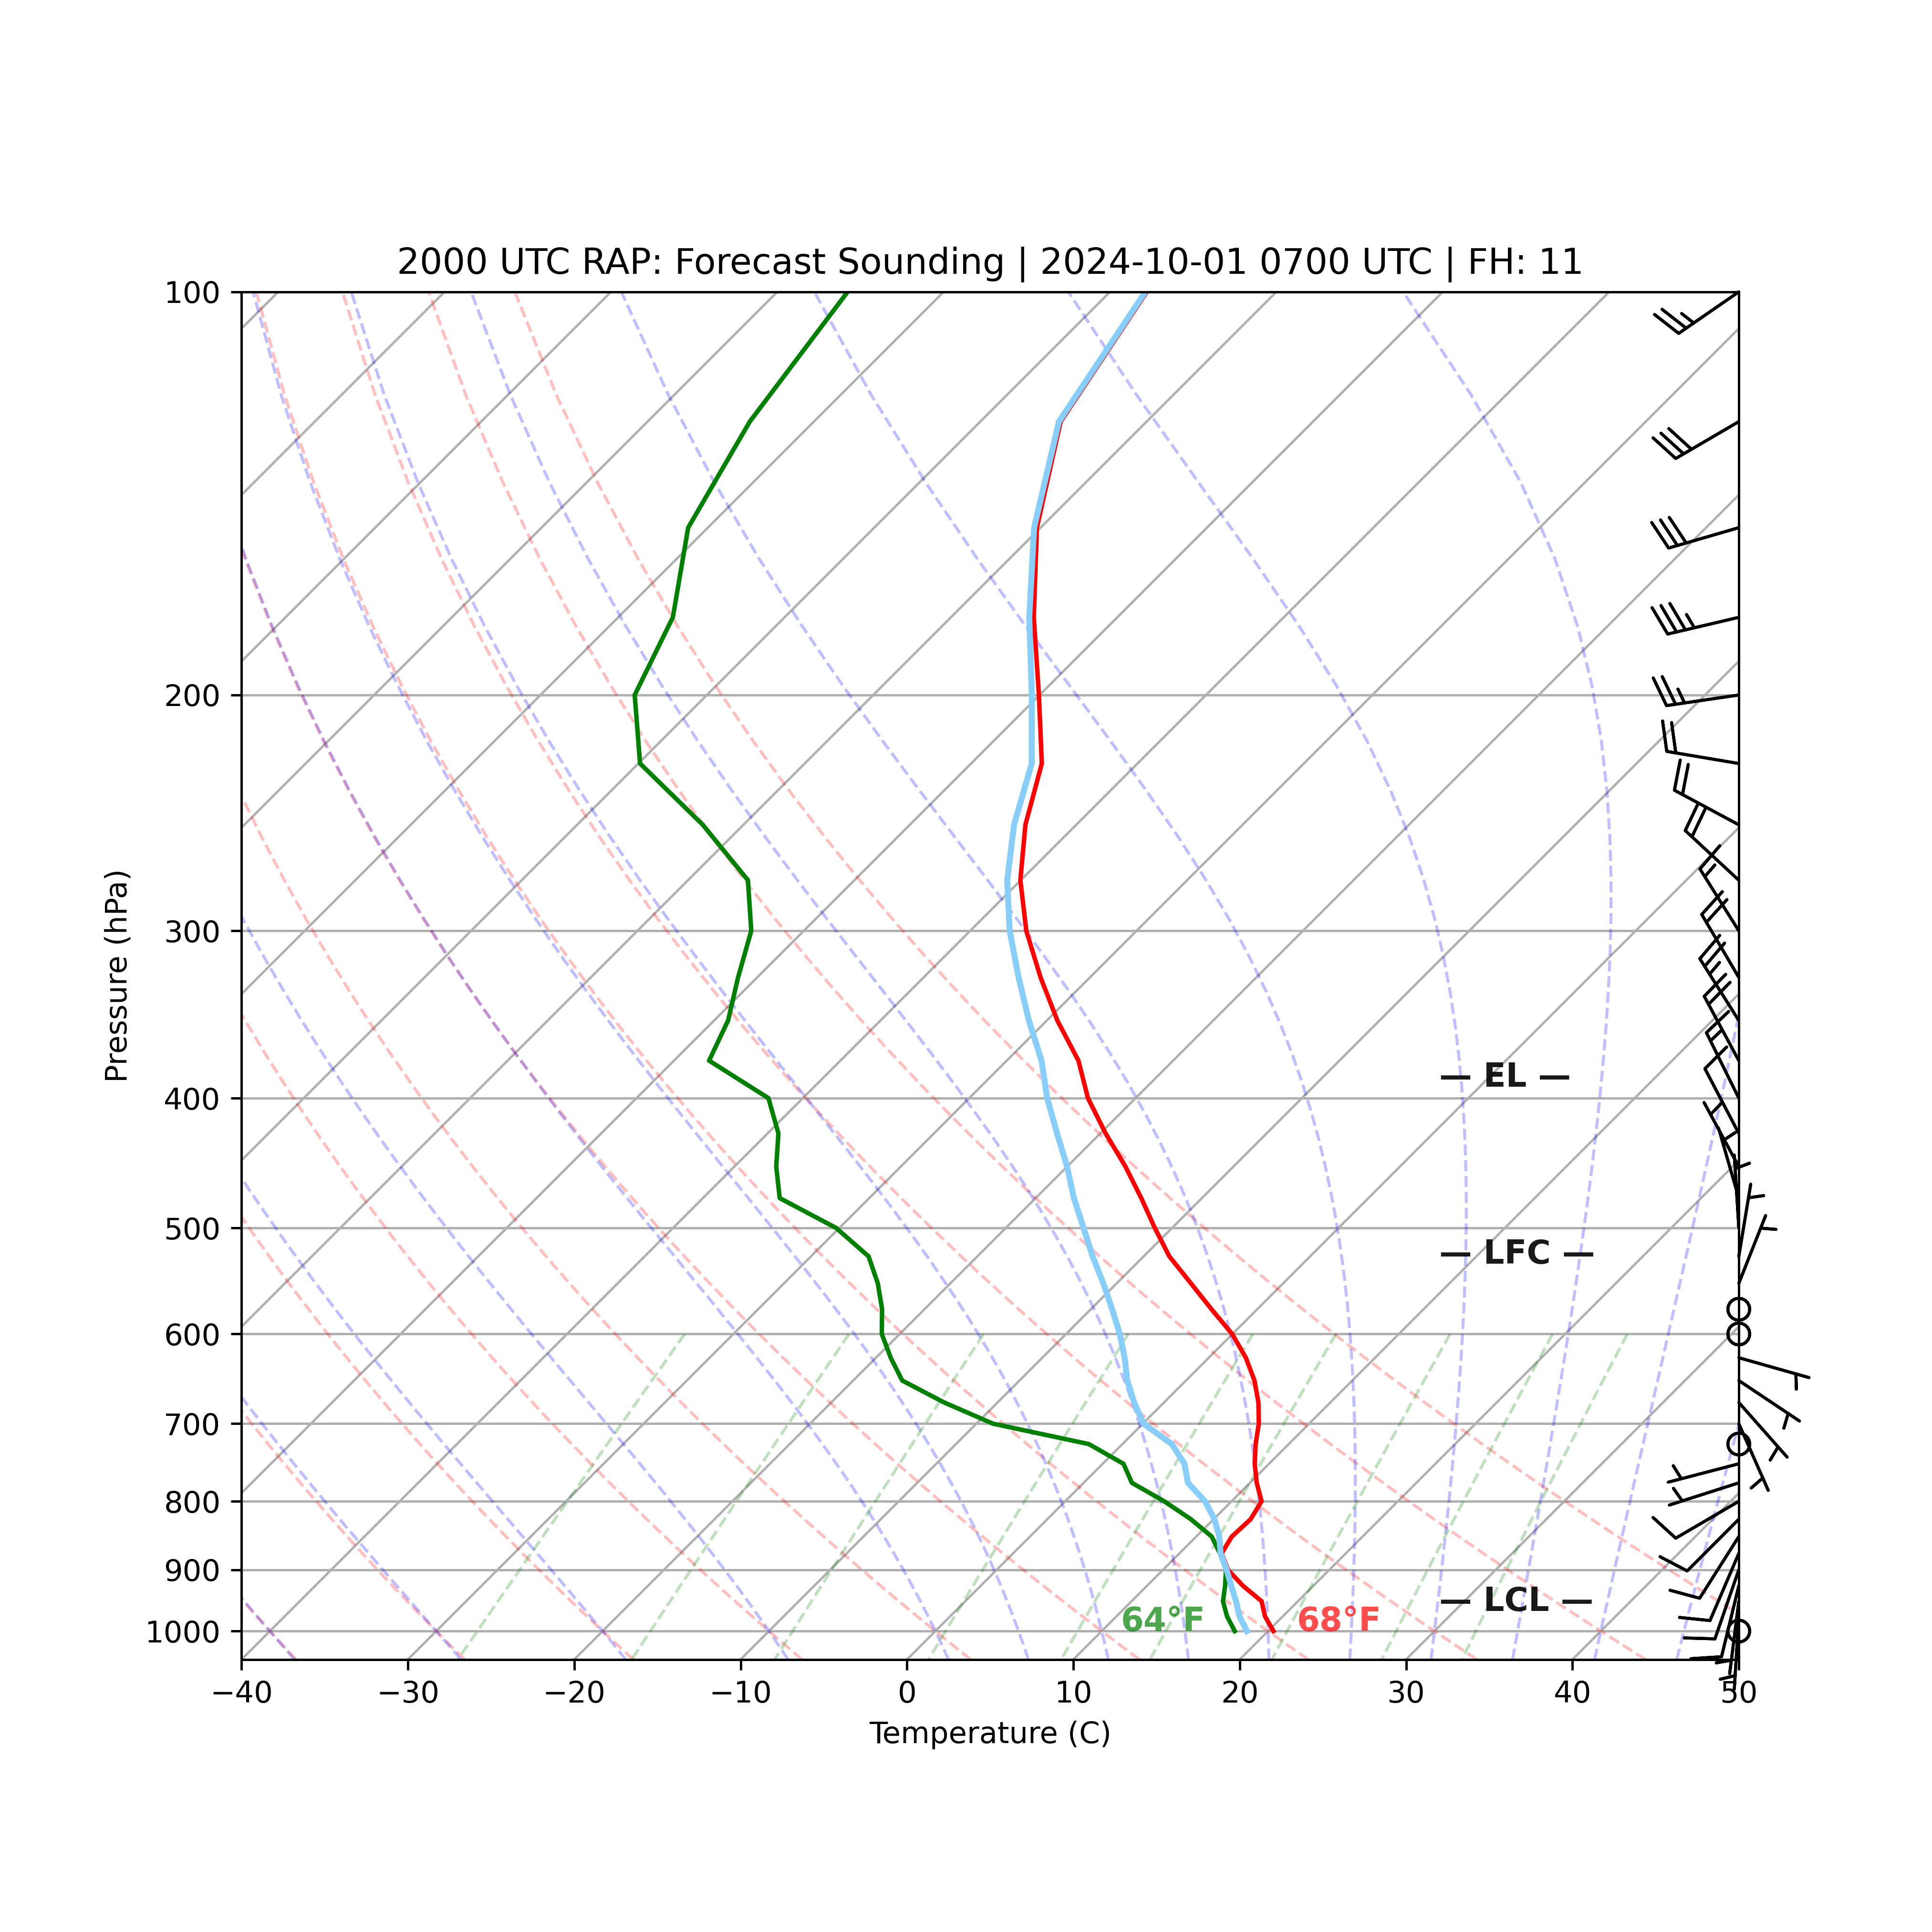 2000 UTC RAP: Forecast Sounding | 2024-10-01 0700 UTC | FH: 11
100
200
300
— EL —
400
500
— LFC —
600
700
800
900
— LCL —
64°F 68°F
1000
−40 −30 −20 −10 0 10 20 30 40 50
Temperature (C)
Pressure (hPa)